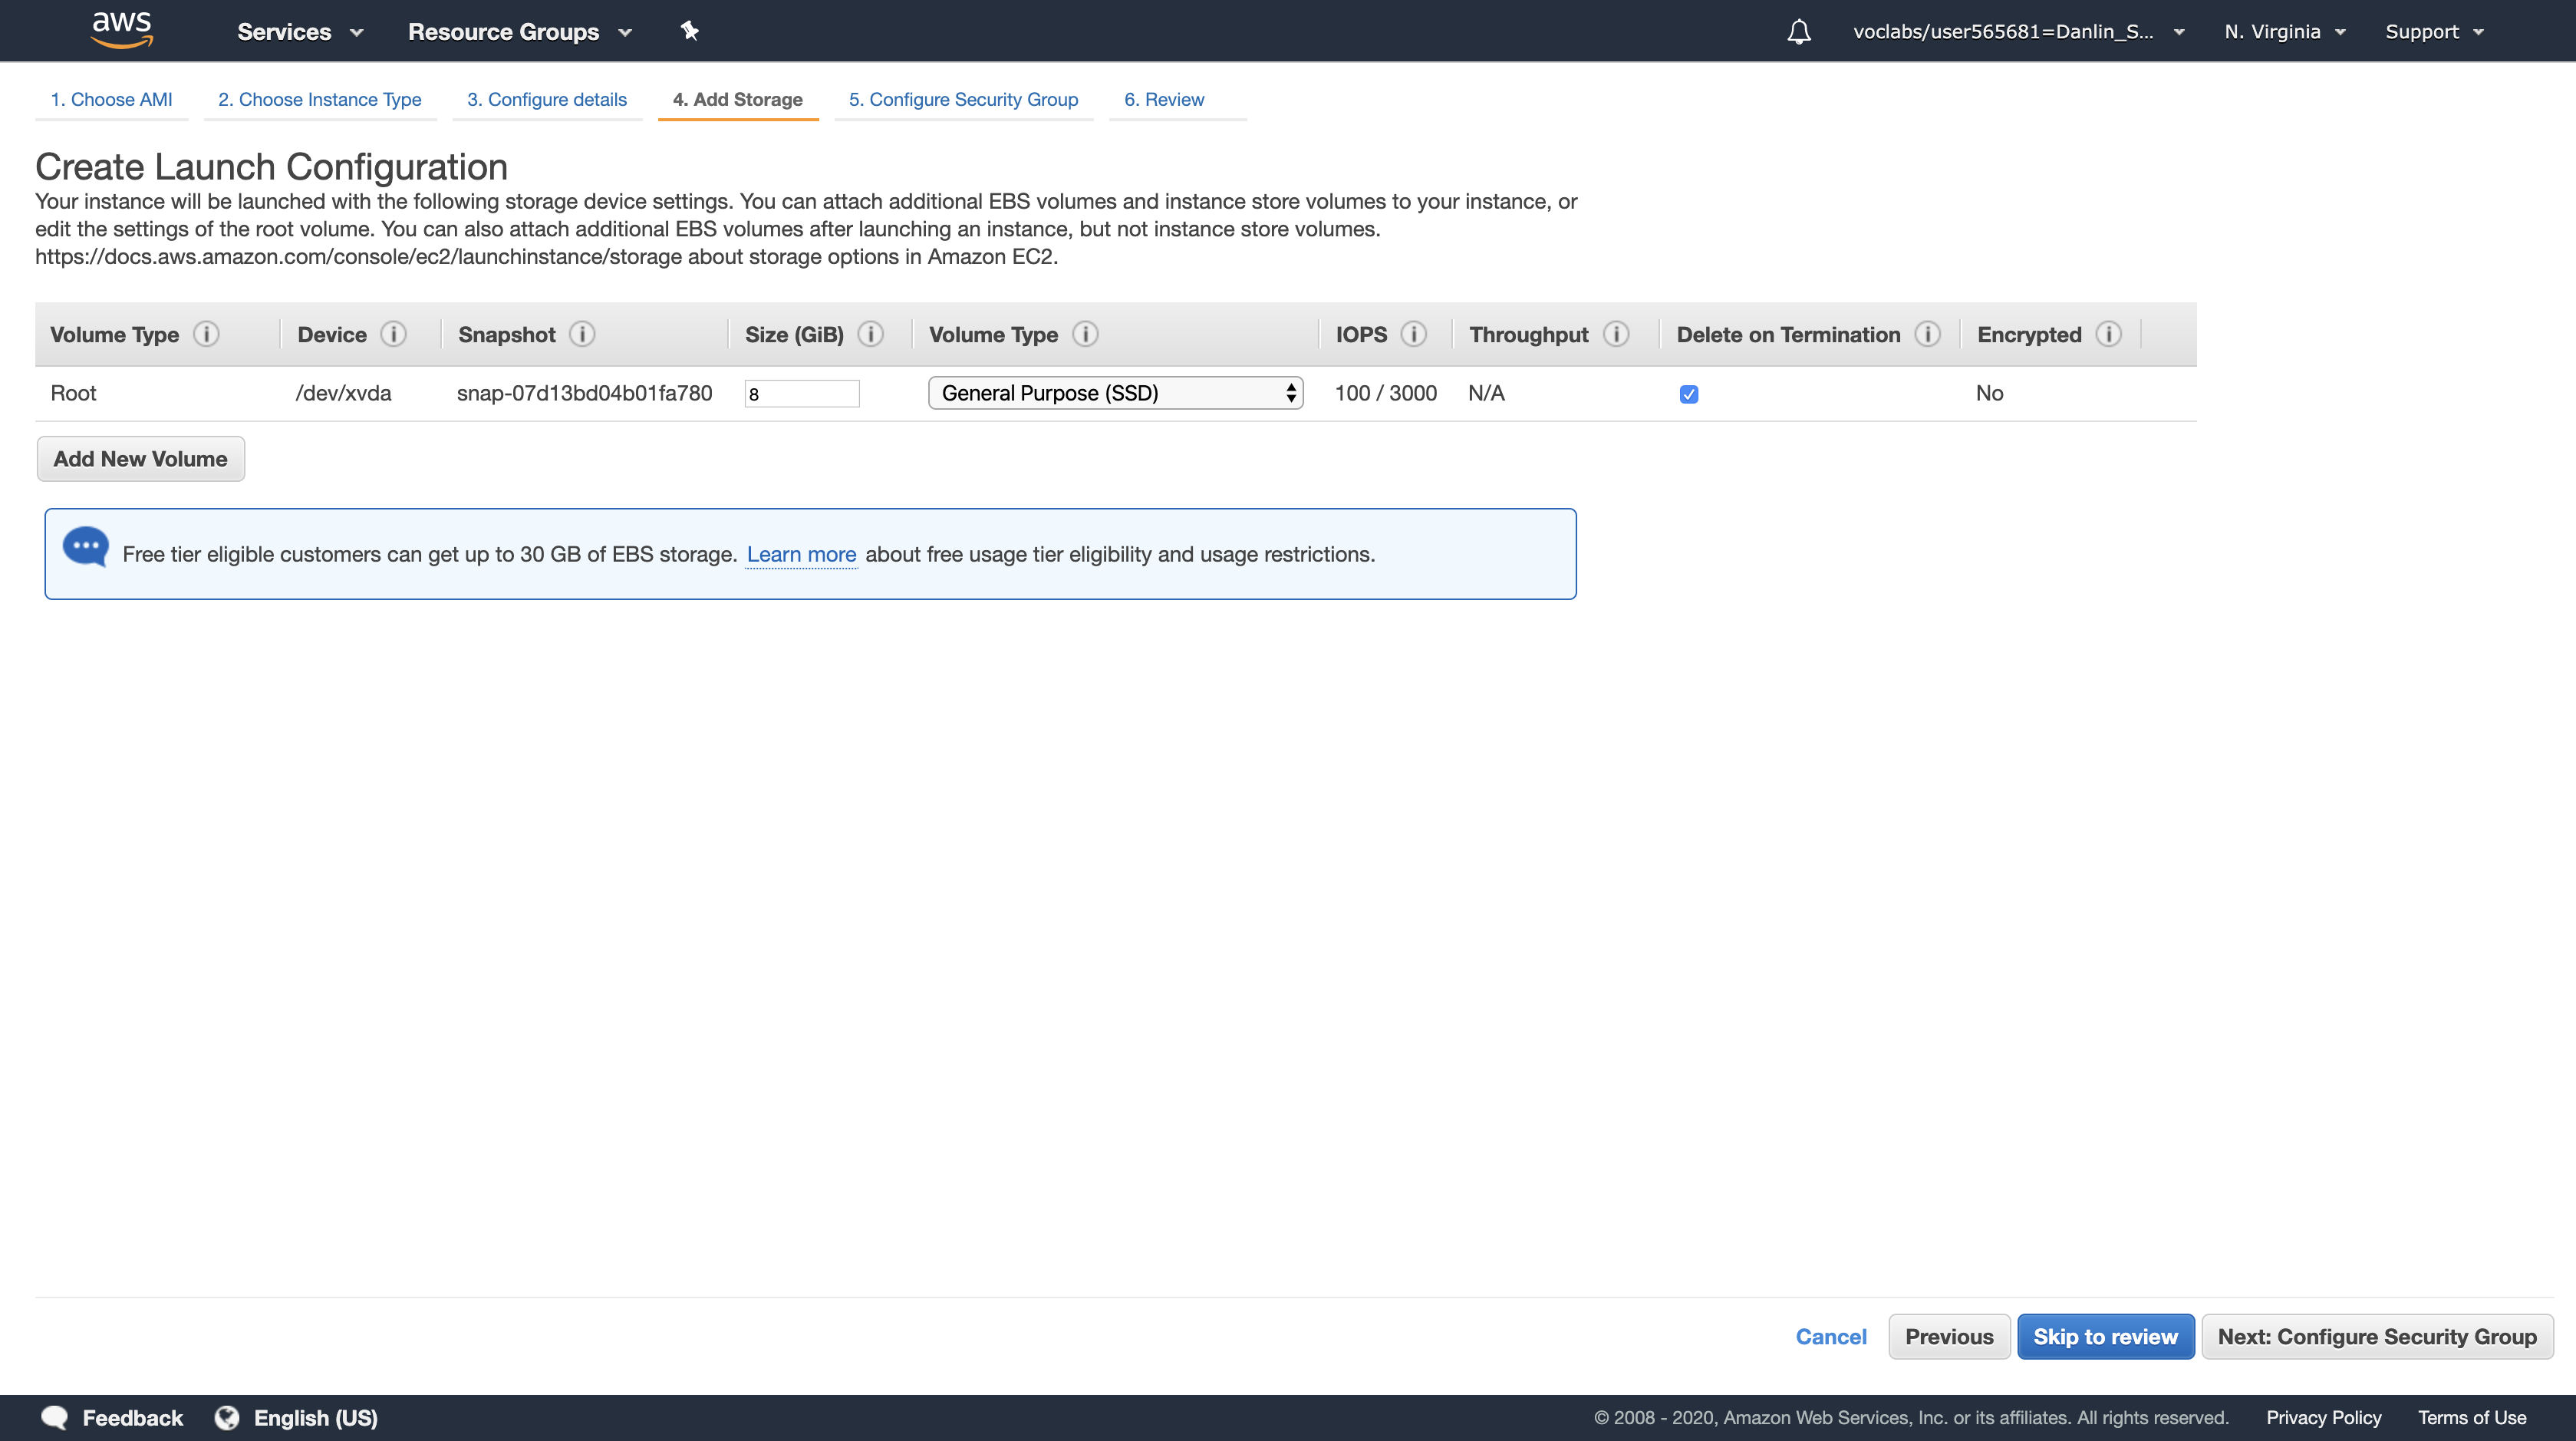 aws Services Resource Groups voclabs/user565681=Danlin_S... N. Virginia Support
1. Choose AMI 2. Choose Instance Type 3. Configure details 4. Add Storage 5. Configure Security Group 6. Review
Create Launch Configuration
Your instance will be launched with the following storage device settings. You can attach additional EBS volumes and instance store volumes to your instance, or
edit the settings of the root volume. You can also attach additional EBS volumes after launching an instance, but not instance store volumes.
https://docs.aws.amazon.com/console/ec2/launchinstance/storage about storage options in Amazon EC2.
Volume Type i Device i Snapshot i Size (GiB) i Volume Type i IOPS i Throughput i Delete on Termination i Encrypted i
Root /dev/xvda snap-07d13bd04b01fa780 8 General Purpose (SSD) 100 / 3000 N/A No
Add New Volume
Free tier eligible customers can get up to 30 GB of EBS storage. Learn more about free usage tier eligibility and usage restrictions.
Cancel Previous Skip to review Next: Configure Security Group
Feedback English (US) © 2008 - 2020, Amazon Web Services, Inc. or its affiliates. All rights reserved. Privacy Policy Terms of Use